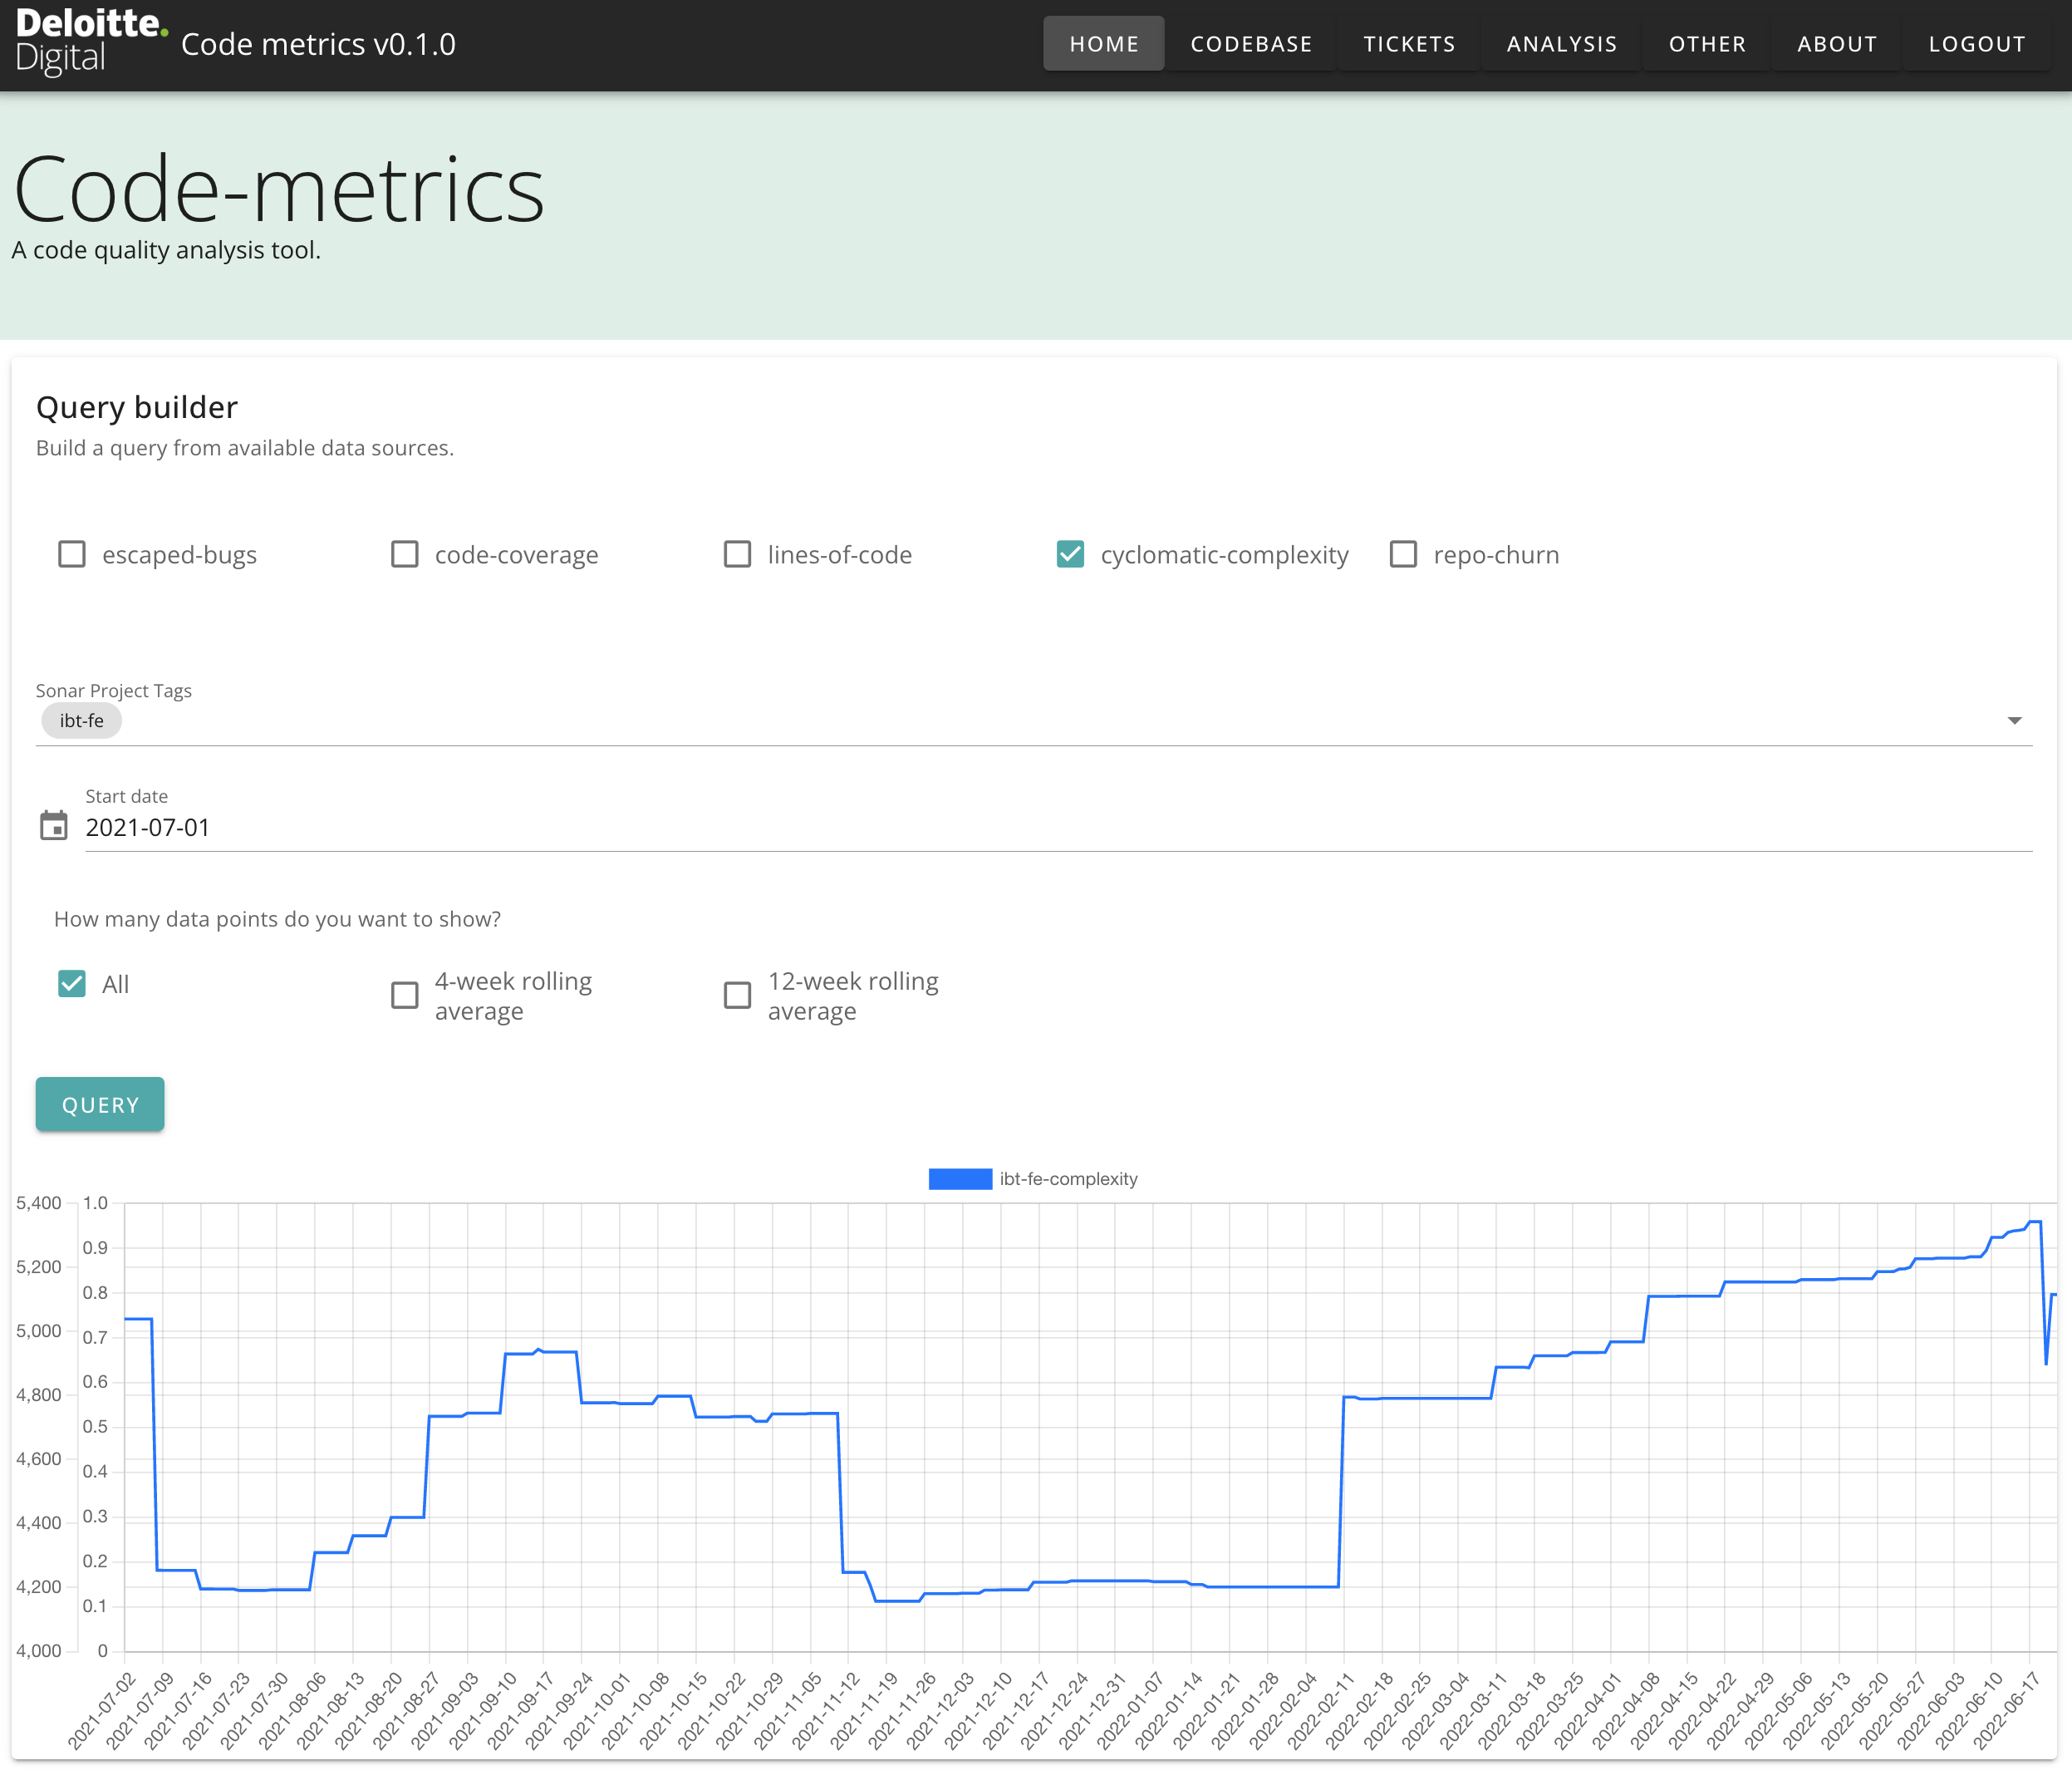 Deloitte.
Digital
Code metrics v0.1.0
HOME
CODEBASE
TICKETS
ANALYSIS
OTHER
ABOUT
LOGOUT
Code-metrics
A code quality analysis tool.
Query builder
Build a query from available data sources.
escaped-bugs
code-coverage
lines-of-code
cyclomatic-complexity
repo-churn
Sonar Project Tags
ibt-fe
Start date
2021-07-01
How many data points do you want to show?
All
4-week rolling
average
12-week rolling
average
QUERY
ibt-fe-complexity
5,400
5,200
5,000
4,800
4,600
4,400
4,200
4,000
1.0
0.9
0.8
0.7
0.6
0.5
0.4
0.3
0.2
0.1
0
2021-07-02
2021-07-09
2021-07-16
2021-07-23
2021-07-30
2021-08-06
2021-08-13
2021-08-20
2021-08-27
2021-09-03
2021-09-10
2021-09-17
2021-09-24
2021-10-01
2021-10-08
2021-10-15
2021-10-22
2021-10-29
2021-11-05
2021-11-12
2021-11-19
2021-11-26
2021-12-03
2021-12-10
2021-12-17
2021-12-24
2021-12-31
2022-01-07
2022-01-14
2022-01-21
2022-01-28
2022-02-04
2022-02-11
2022-02-18
2022-02-25
2022-03-04
2022-03-11
2022-03-18
2022-03-25
2022-04-01
2022-04-08
2022-04-15
2022-04-22
2022-04-29
2022-05-06
2022-05-13
2022-05-20
2022-05-27
2022-06-03
2022-06-10
2022-06-17